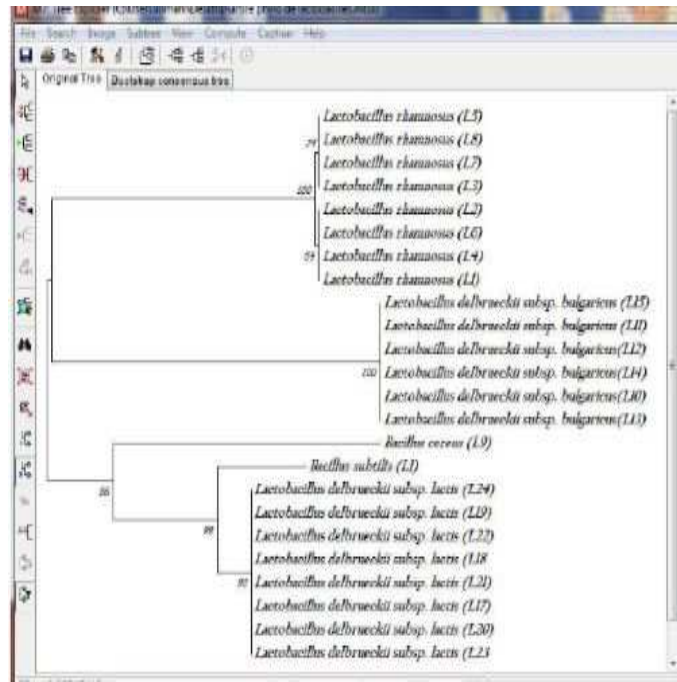 File Search Image Subtree View Compute Caption Help
Original Tree Bootstrap consensus tree
Lactobacillus rhamnosus (L5)
Lactobacillus rhamnosus (L8)
Lactobacillus rhamnosus (L7)
Lactobacillus rhamnosus (L3)
Lactobacillus rhamnosus (L2)
Lactobacillus rhamnosus (L6)
Lactobacillus rhamnosus (L4)
Lactobacillus rhamnosus (L1)
100
Lactobacillus delbrueckii subsp. bulgaricus (L15)
Lactobacillus delbrueckii subsp. bulgaricus (L11)
Lactobacillus delbrueckii subsp. bulgaricus (L12)
Lactobacillus delbrueckii subsp. bulgaricus (L14)
Lactobacillus delbrueckii subsp. bulgaricus (L10)
Lactobacillus delbrueckii subsp. bulgaricus (L13)
100
Bacillus cereus (L9)
Bacillus subtilis (L1)
Lactobacillus delbrueckii subsp. lactis (L24)
Lactobacillus delbrueckii subsp. lactis (L19)
Lactobacillus delbrueckii subsp. lactis (L22)
Lactobacillus delbrueckii subsp. lactis (L18
Lactobacillus delbrueckii subsp. lactis (L21)
Lactobacillus delbrueckii subsp. lactis (L17)
Lactobacillus delbrueckii subsp. lactis (L20)
Lactobacillus delbrueckii subsp. lactis (L23